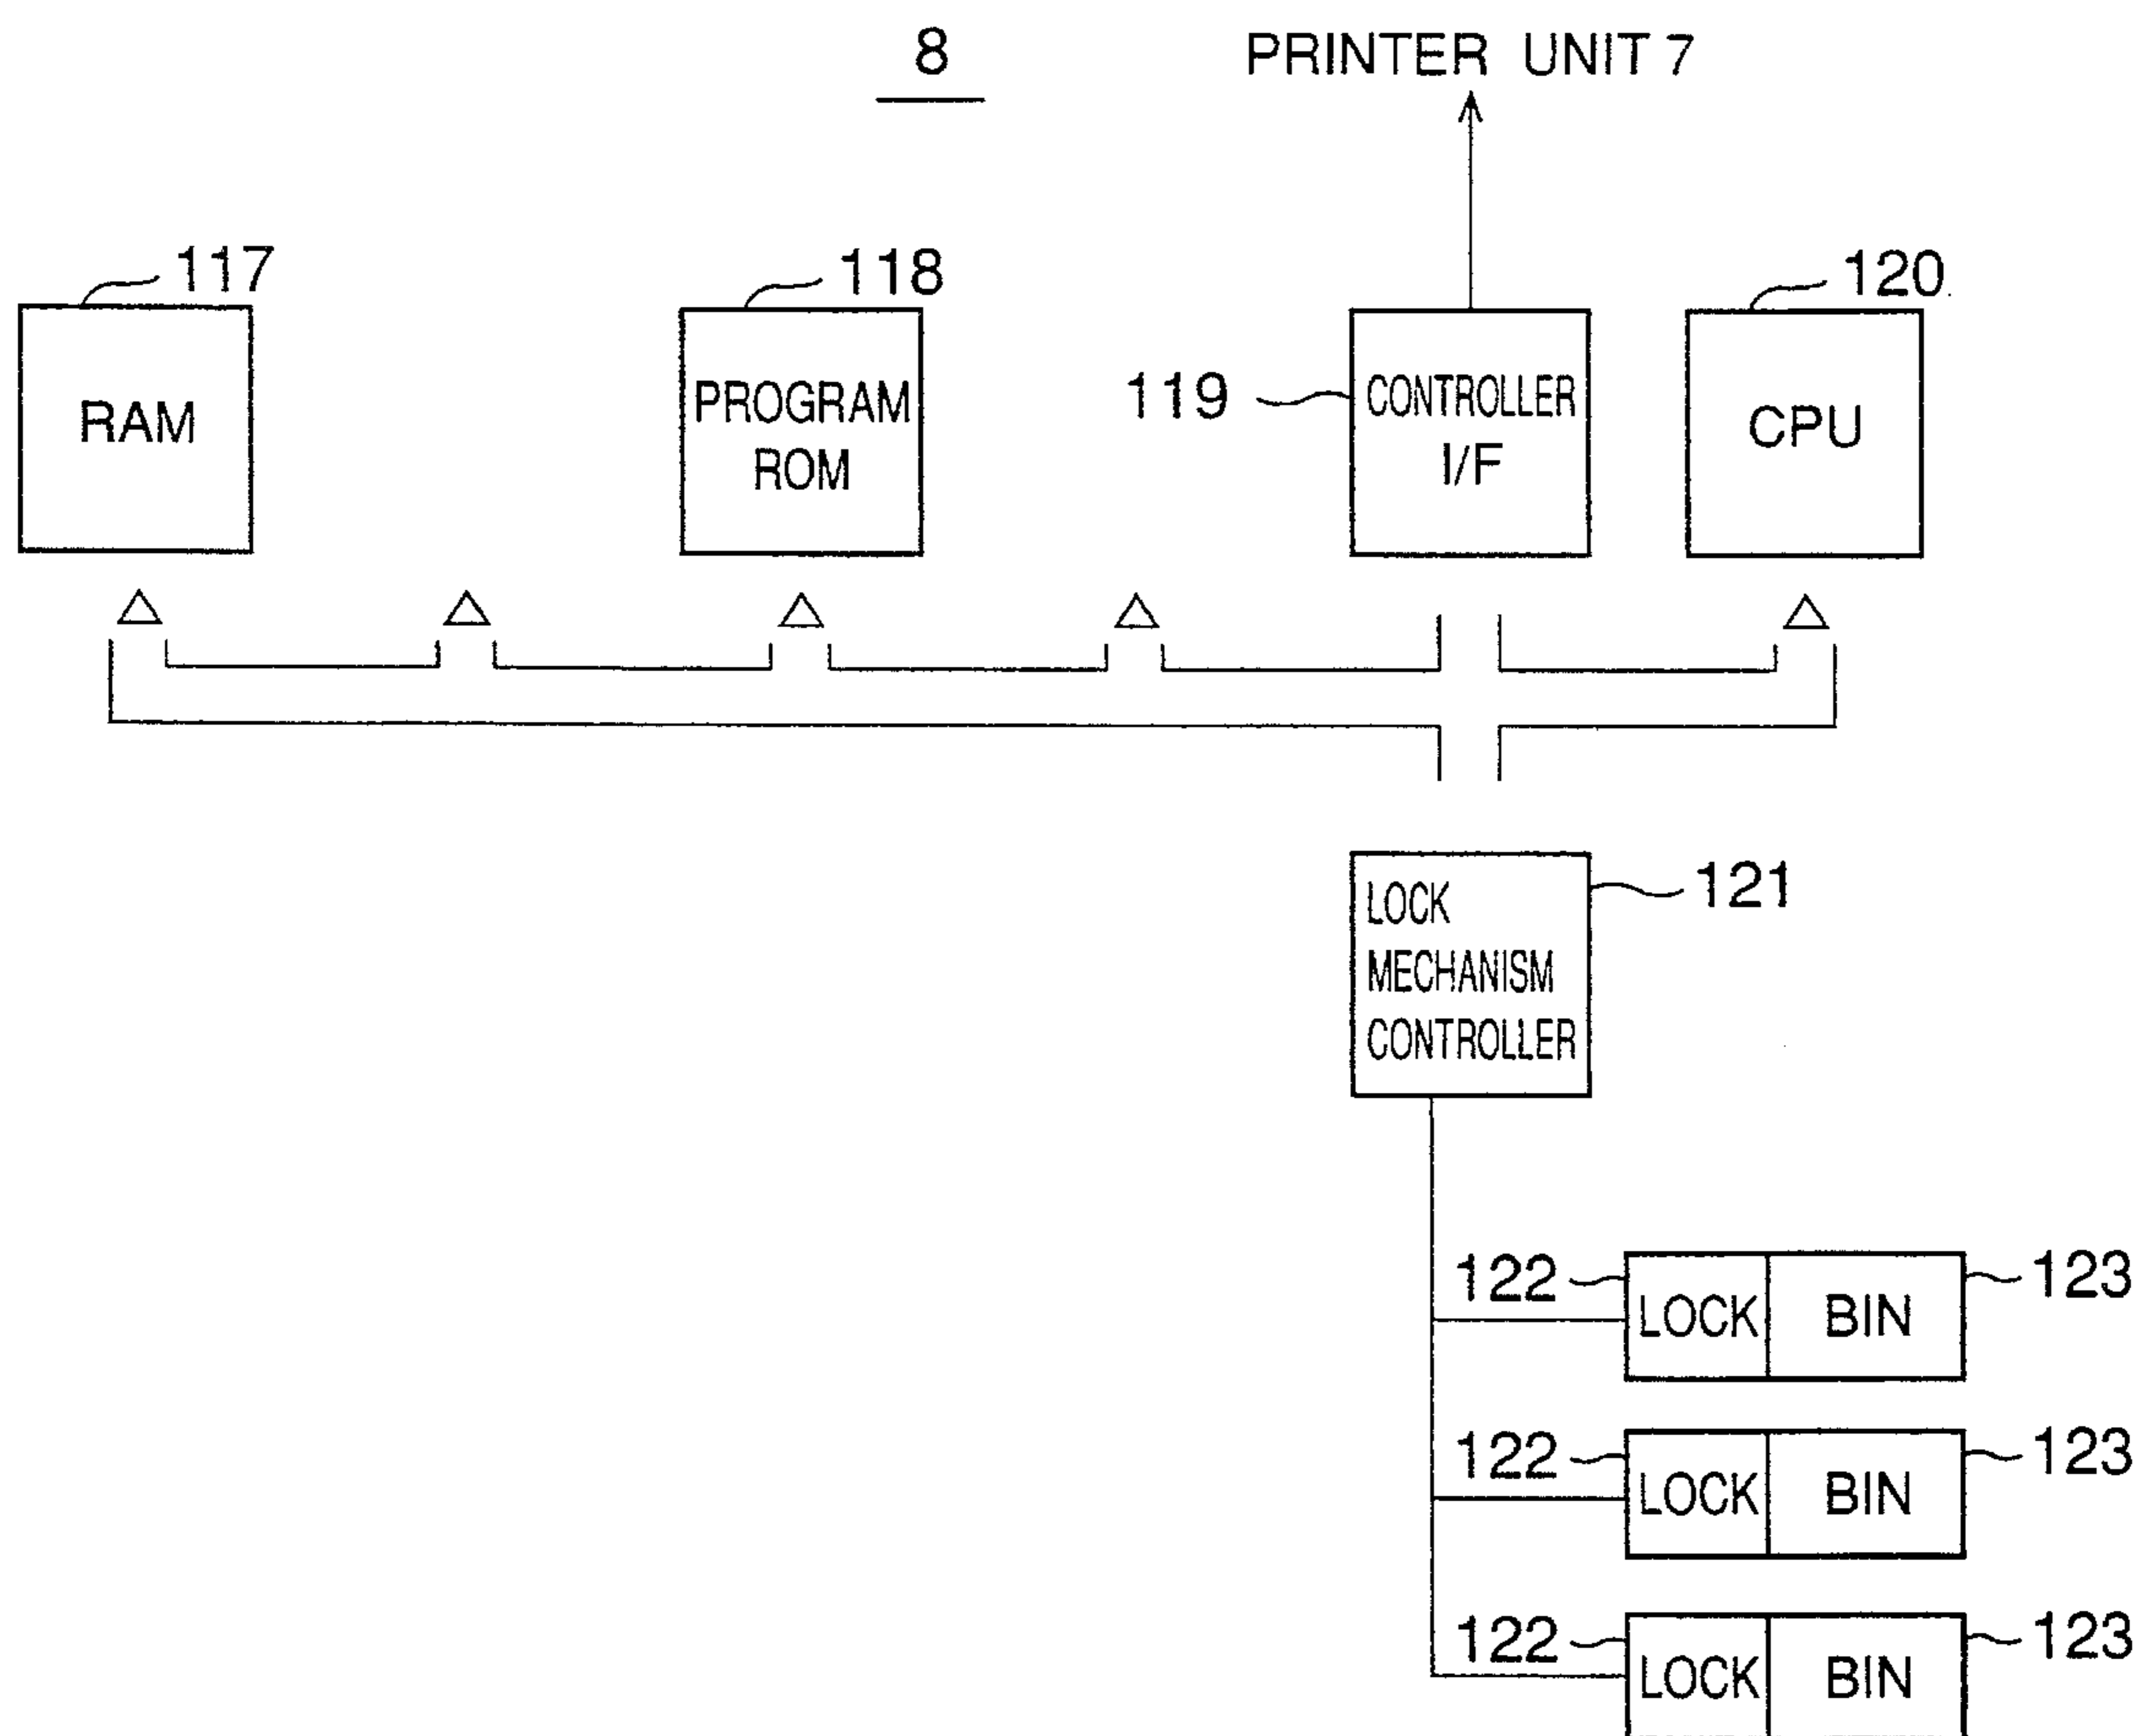 8
PRINTER UNIT 7
117
118
120
RAM
PROGRAM
ROM
119
CONTROLLER
I/F
CPU
121
LOCK
MECHANISM
CONTROLLER
122
LOCK
BIN
123
122
LOCK
BIN
123
122
LOCK
BIN
123